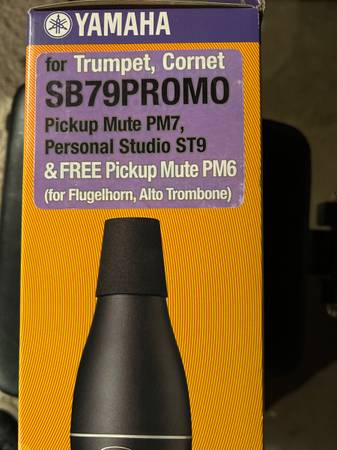 YAMAHA
for Trumpet, Cornet
SB79PROMO
Pickup Mute PM7,
Personal Studio ST9
& FREE Pickup Mute PM6
(for Flugelhorn, Alto Trombone)